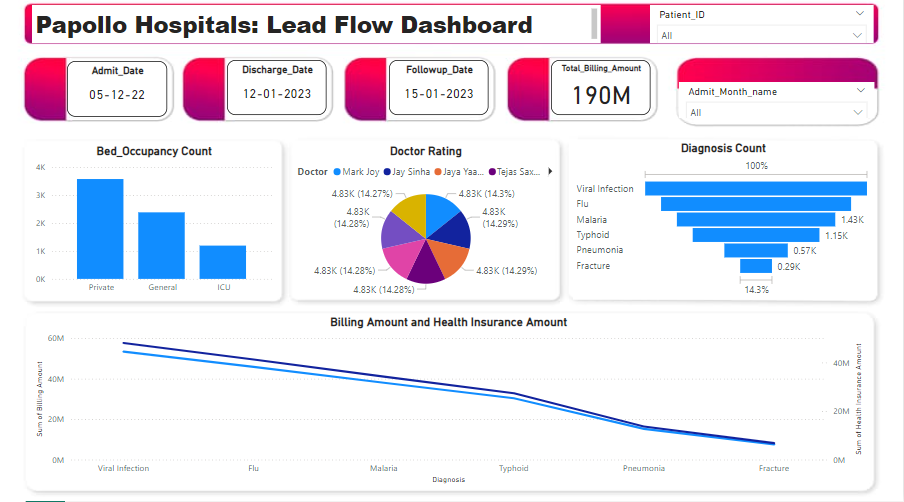 Papollo Hospitals: Lead Flow Dashboard
Patient_ID
All
Admit_Date
05-12-22
Discharge_Date
12-01-2023
Followup_Date
15-01-2023
Total_Billing_Amount
190M
Admit_Month_name
All
Bed_Occupancy Count
4K
3K
2K
1K
0K
Private General ICU
Doctor Rating
Doctor Mark Joy Jay Sinha Jaya Yaa... Tejas Sax...
4.83K (14.27%)
4.83K (14.3%)
4.83K
(14.28%)
4.83K
(14.29%)
4.83K (14.28%)
4.83K (14.29%)
4.83K (14.28%)
Diagnosis Count
100%
Viral Infection
Flu
Malaria 1.43K
Typhoid 1.15K
Pneumonia 0.57K
Fracture 0.29K
14.3%
Billing Amount and Health Insurance Amount
Sum of Billing Amount
60M
40M
20M
0M
40M
20M
0M
Sum of Health Insurance Amount
Viral Infection Flu Malaria Typhoid Pneumonia Fracture
Diagnosis